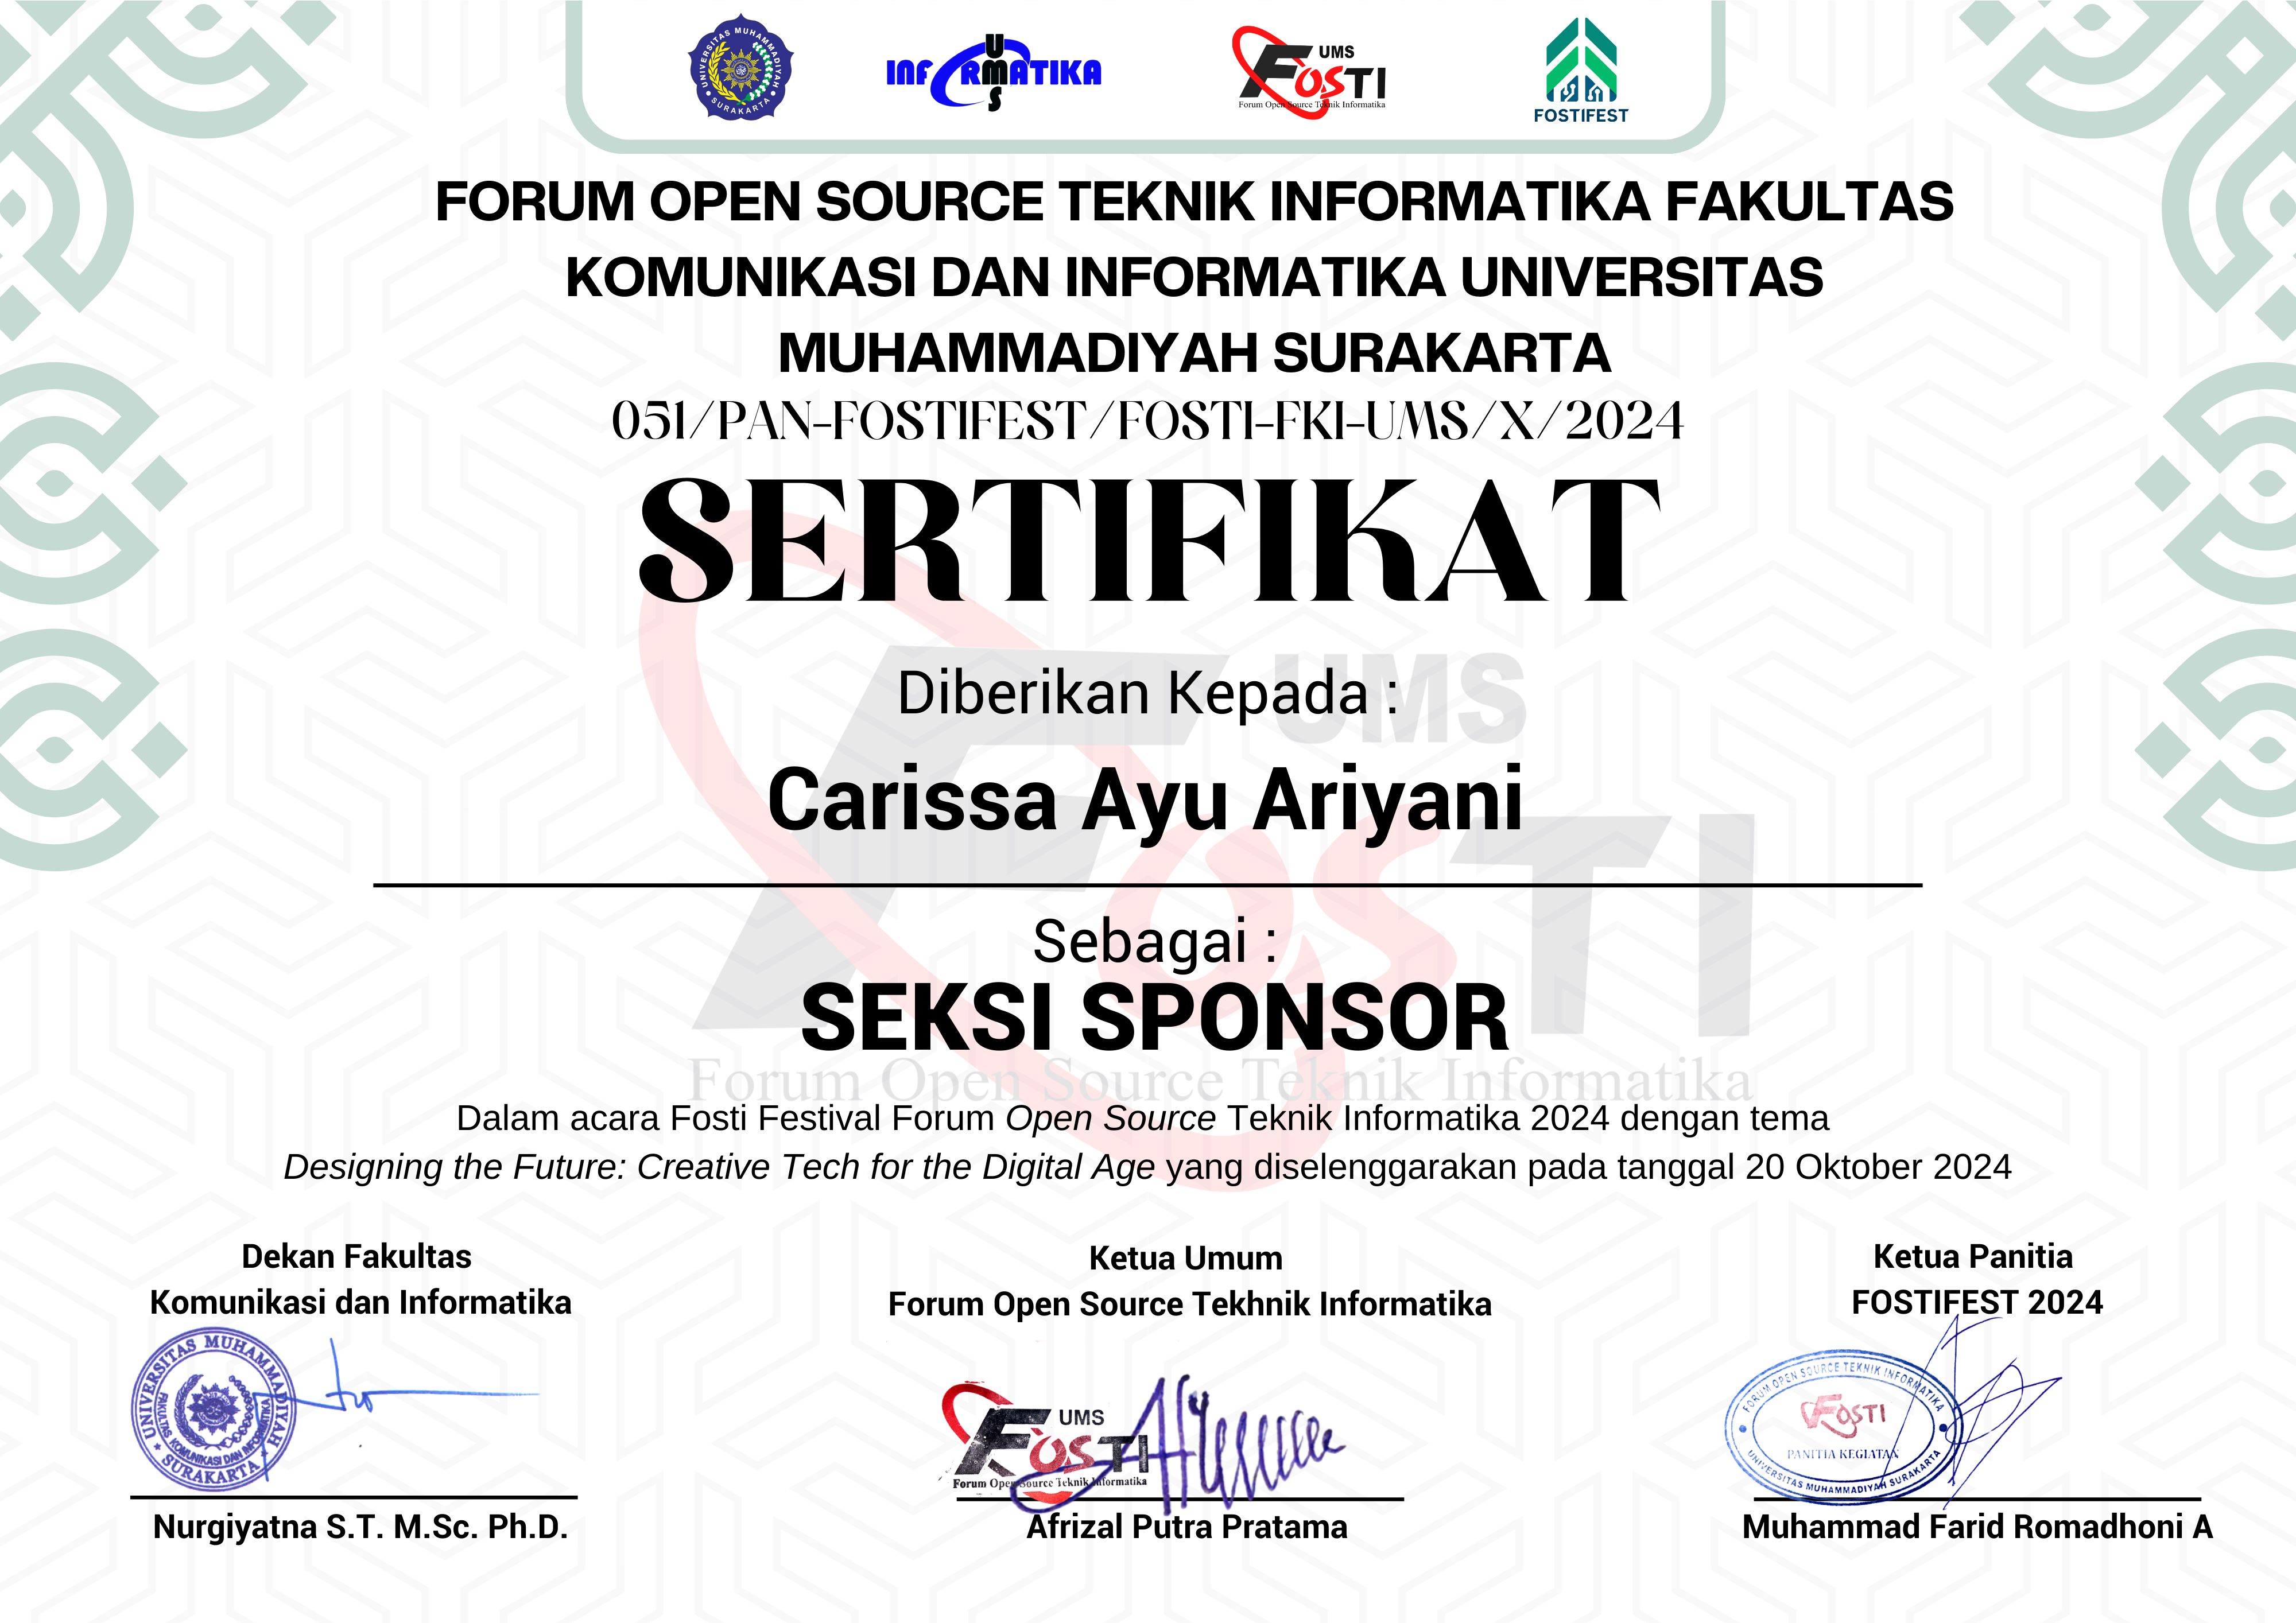 UNIVERSITAS MUHAMMADIYAH SURAKARTA
INFORMATIKA UMS
UMS
FOSTI
Forum Open Source Teknik Informatika
FOSTIFEST
FORUM OPEN SOURCE TEKNIK INFORMATIKA FAKULTAS
KOMUNIKASI DAN INFORMATIKA UNIVERSITAS
MUHAMMADIYAH SURAKARTA
051/PAN-FOSTIFEST/FOSTI-FKI-UMS/X/2024
SERTIFIKAT
Diberikan Kepada :
UMS
Carissa Ayu Ariyani
FOSTI
Sebagai :
SEKSI SPONSOR
Forum Open Source Teknik Informatika
Dalam acara Fosti Festival Forum Open Source Teknik Informatika 2024 dengan tema
Designing the Future: Creative Tech for the Digital Age yang diselenggarakan pada tanggal 20 Oktober 2024
Dekan Fakultas
Komunikasi dan Informatika
UNIVERSITAS MUHAMMADIYAH
FAKULTAS KOMUNIKASI DAN INFORMATIKA
SURAKARTA
Nurgiyatna S.T. M.Sc. Ph.D.
Ketua Umum
Forum Open Source Tekhnik Informatika
UMS
FOSTI
Forum Open Source Teknik Informatika
Afrizal Putra Pratama
Ketua Panitia
FOSTIFEST 2024
FORUM OPEN SOURCE TEKNIK INFORMATIKA
FOSTI
PANITIA KEGIATAN
UNIVERSITAS MUHAMMADIYAH SURAKARTA
Muhammad Farid Romadhoni A